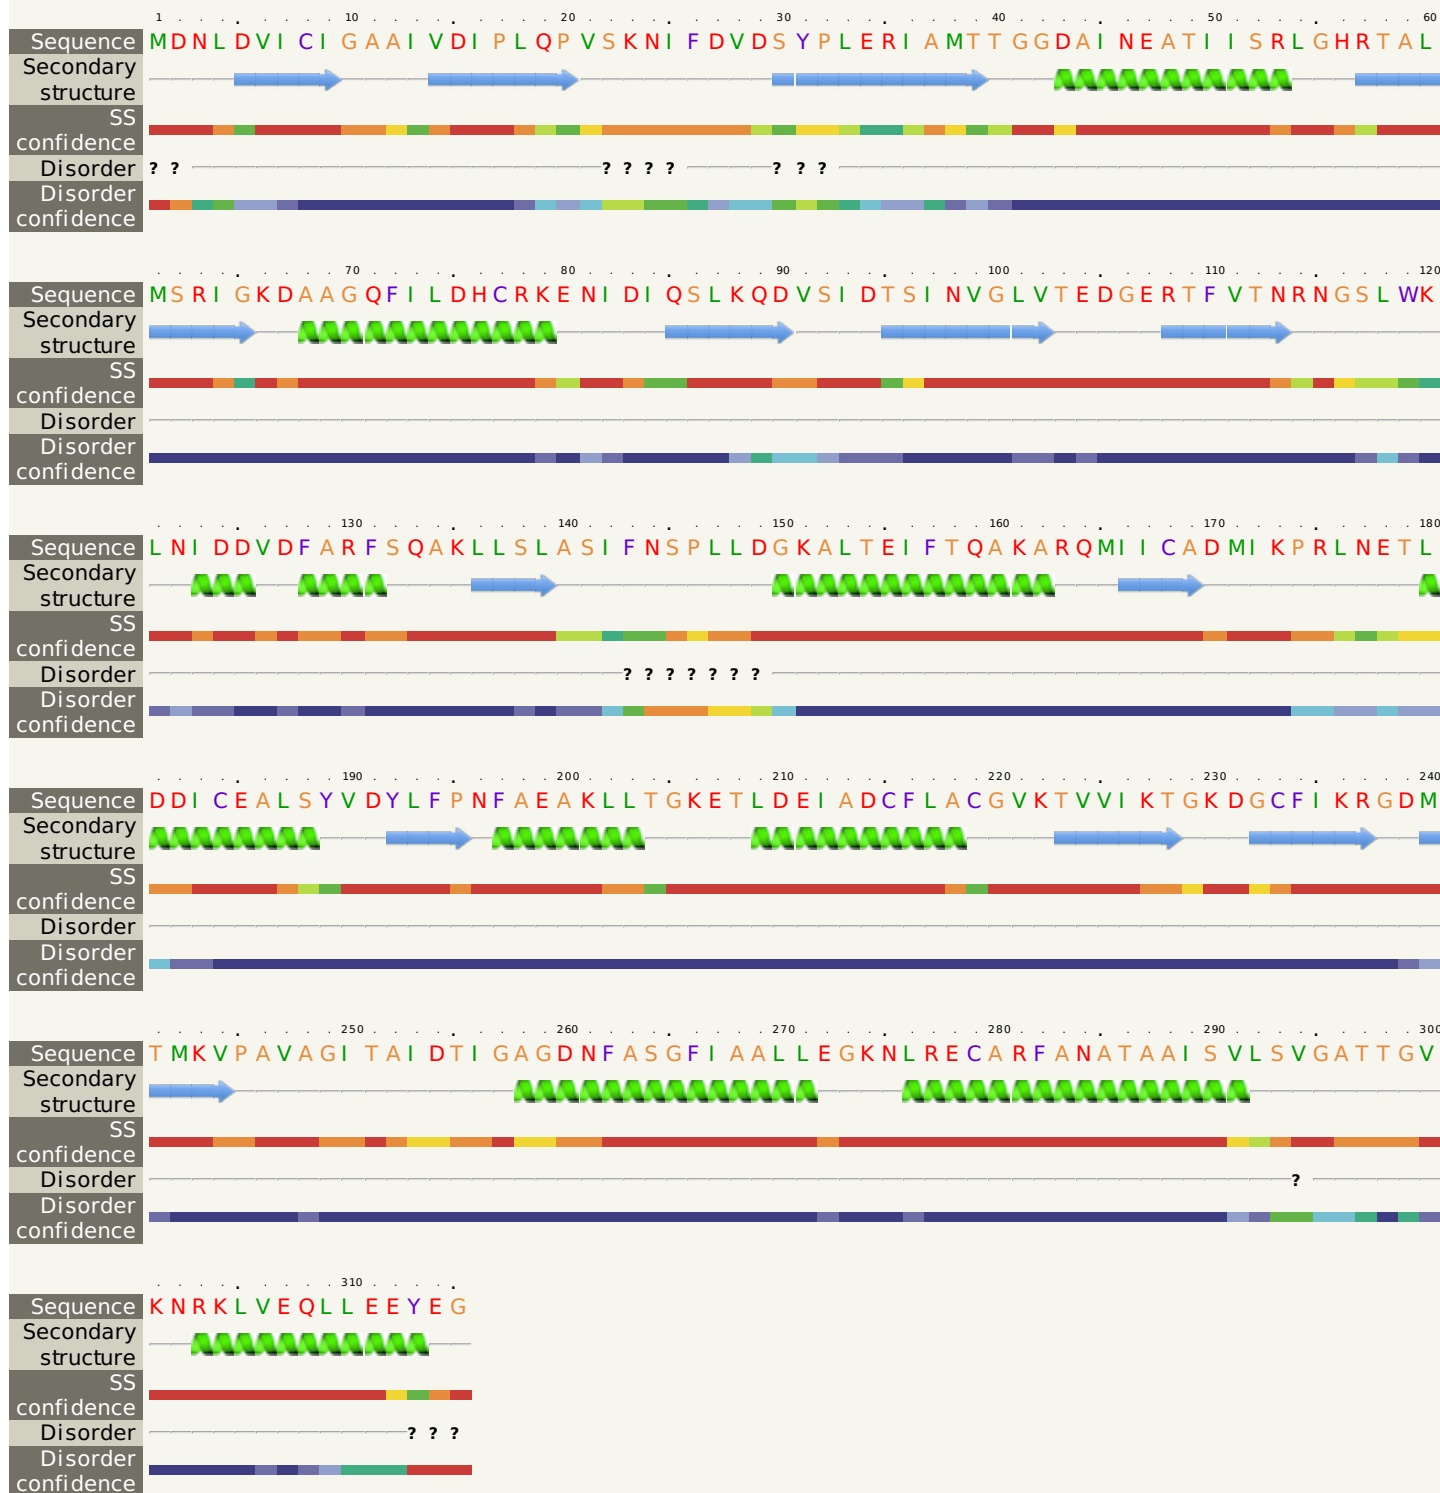 1 . . . . . . . 10 . . . . . . . 20 . . . . . . . 30 . . . . . . . 40 . . . . . . . 50 . . . . . . . 60
Sequence MDNLDVICIGAAIVDIPLQPVSKNIFDVDSYPLERIAMTTGGDAINEATIISRLGHRTAL
Secondary
structure
SS
confidence
Disorder ? ? ? ? ? ? ? ? ?
Disorder
confidence
. . . . . . . . 70 . . . . . . . 80 . . . . . . . 90 . . . . . . . 100 . . . . . . . 110 . . . . . . . 120
Sequence MSRIGKDAAGQFILDHCRKENIDIQSLKQDVSIDTSINVGLVTEDGERTFVTNRNGSLWK
Secondary
structure
SS
confidence
Disorder
Disorder
confidence
. . . . . . . . 130 . . . . . . . 140 . . . . . . . 150 . . . . . . . 160 . . . . . . . 170 . . . . . . . 180
Sequence LNIDDVDFARFSQAKLLSLASIFNSPLLDGKALTEIFTQAKARQMIICADMIKPRLNETL
Secondary
structure
SS
confidence
Disorder ? ? ? ? ? ? ?
Disorder
confidence
. . . . . . . . 190 . . . . . . . 200 . . . . . . . 210 . . . . . . . 220 . . . . . . . 230 . . . . . . . 240
Sequence DDICEALSYVDYLFPNFAEAKLLTGKETLDEIADCFLACGVKTVVIKTGKDGCFIKRGDM
Secondary
structure
SS
confidence
Disorder
Disorder
confidence
. . . . . . . . 250 . . . . . . . 260 . . . . . . . 270 . . . . . . . 280 . . . . . . . 290 . . . . . . . 300
Sequence TMKVPAVAGITAIDTIGAGDNFASGFIAALLEGKNLRECARFANATAAISVLSVGATTGV
Secondary
structure
SS
confidence
Disorder ?
Disorder
confidence
. . . . . . . . 310 . . . .
Sequence KNRKLVEQLLEEYEG
Secondary
structure
SS
confidence
Disorder ? ? ?
Disorder
confidence